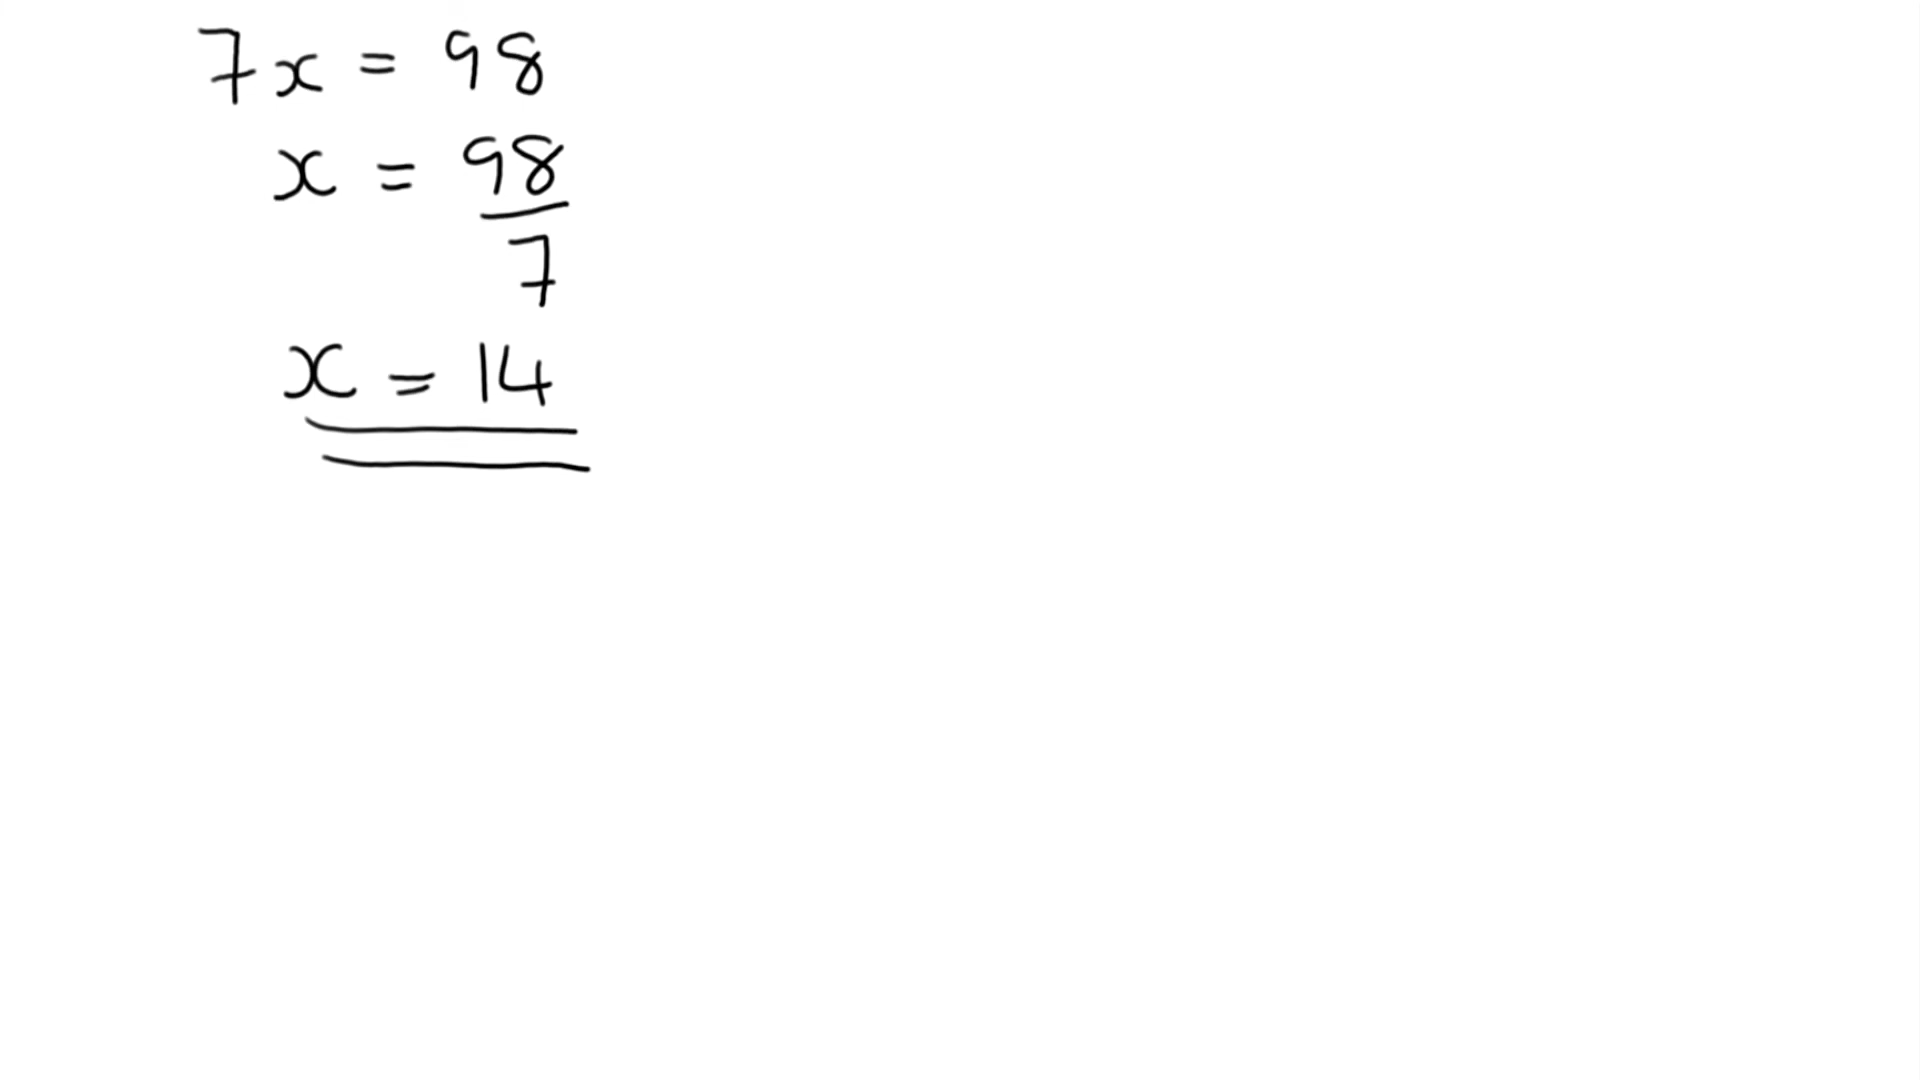 7x = 98
x = 98
7
x = 14